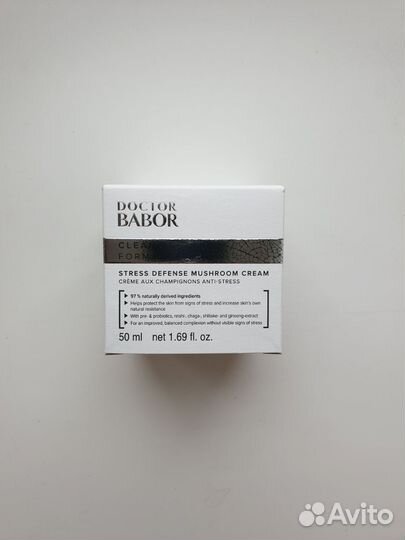 DOCTOR
BABOR
CLEAN
FORM
STRESS DEFENSE MUSHROOM CREAM
CRÈME AUX CHAMPIGNONS ANTI-STRESS
97 % naturally derived ingredients
Helps protect the skin from signs of stress and increase skin's own
natural resistance
With pre- & probiotics, reishi-, chaga-, shiitake- and ginseng-extract
For an improved, balanced complexion without visible signs of stress
50 ml net 1.69 fl. oz.
Avito